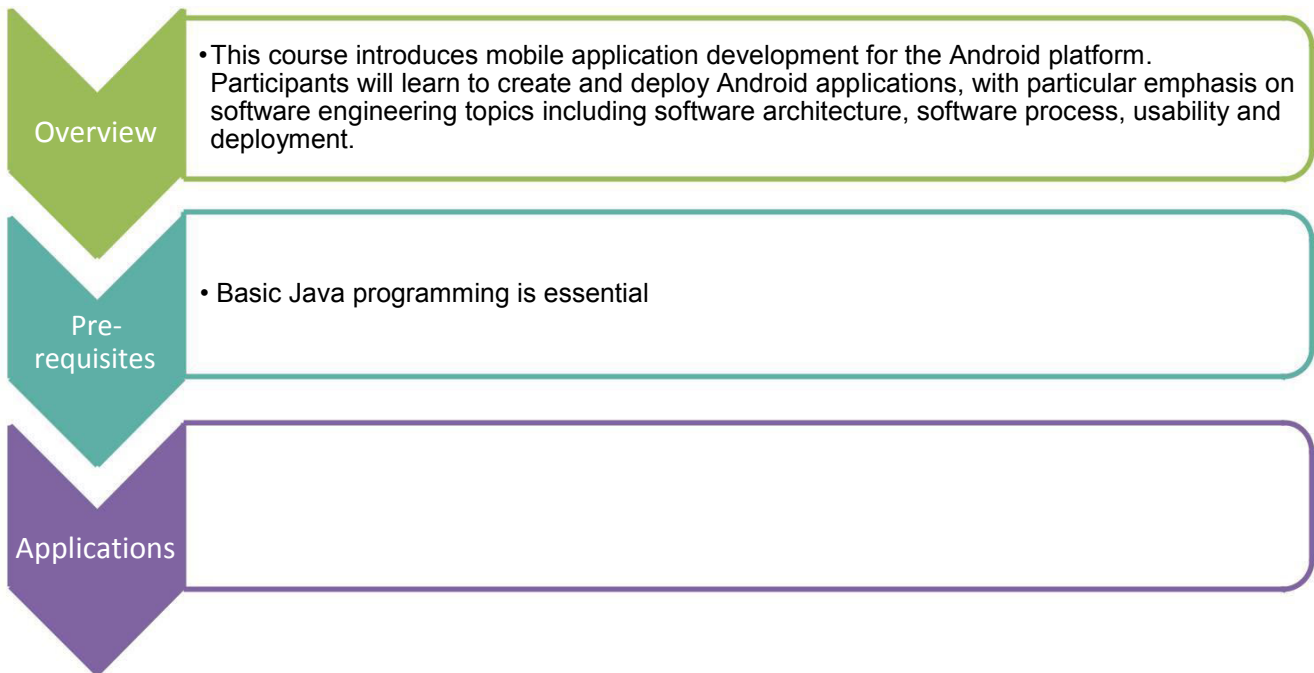 Overview
•This course introduces mobile application development for the Android platform.
Participants will learn to create and deploy Android applications, with particular emphasis on
software engineering topics including software architecture, software process, usability and
deployment.
Pre-
requisites
• Basic Java programming is essential
Applications